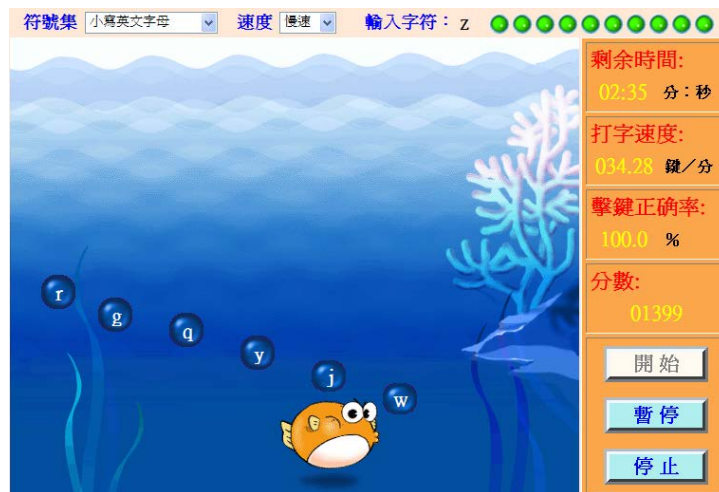 符號集 小寫英文字母 速度 慢速 輸入字符： z
剩余時間:
02:35 分：秒
打字速度:
034.28 鍵／分
擊鍵正确率:
100.0 %
分數:
01399
r
g
q
y
j
w
開始
暫停
停止